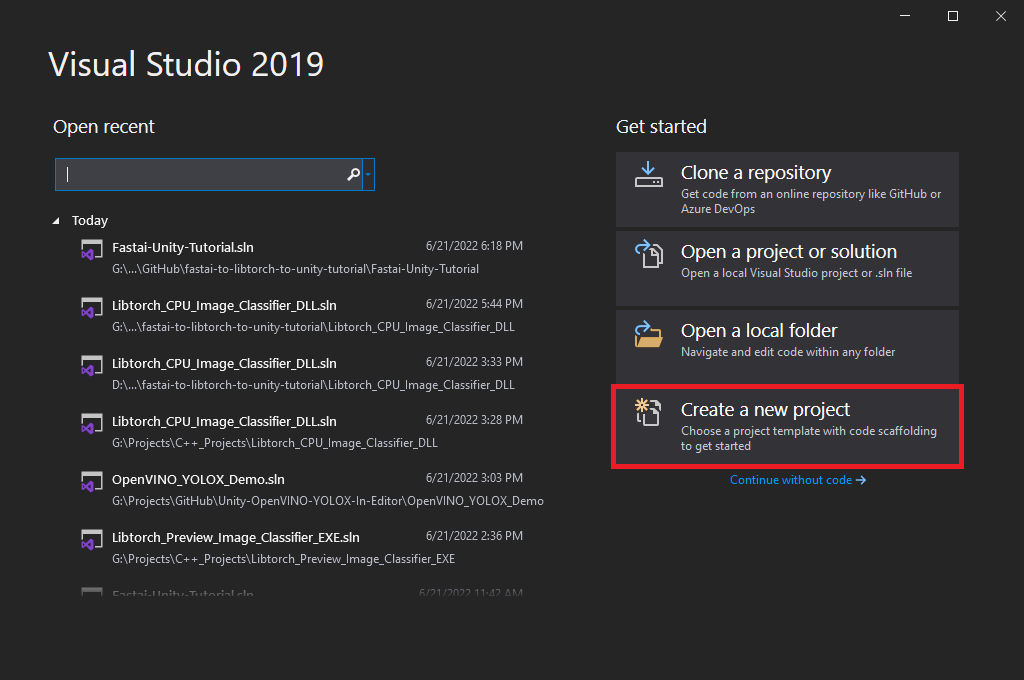 Visual Studio 2019
Open recent
Today
Fastai-Unity-Tutorial.sln 6/21/2022 6:18 PM
G:\...\GitHub\fastai-to-libtorch-to-unity-tutorial\Fastai-Unity-Tutorial
Libtorch_CPU_Image_Classifier_DLL.sln 6/21/2022 5:44 PM
G:\...\fastai-to-libtorch-to-unity-tutorial\Libtorch_CPU_Image_Classifier_DLL
Libtorch_CPU_Image_Classifier_DLL.sln 6/21/2022 3:33 PM
D:\...\fastai-to-libtorch-to-unity-tutorial\Libtorch_CPU_Image_Classifier_DLL
Libtorch_CPU_Image_Classifier_DLL.sln 6/21/2022 3:28 PM
G:\Projects\C++_Projects\Libtorch_CPU_Image_Classifier_DLL
OpenVINO_YOLOX_Demo.sln 6/21/2022 3:03 PM
G:\Projects\GitHub\Unity-OpenVINO-YOLOX-In-Editor\OpenVINO_YOLOX_Demo
Libtorch_Preview_Image_Classifier_EXE.sln 6/21/2022 2:36 PM
G:\Projects\C++_Projects\Libtorch_Preview_Image_Classifier_EXE
Fastai-Unity-Tutorial.sln 6/21/2022 11:42 AM
Get started
Clone a repository
Get code from an online repository like GitHub or
Azure DevOps
Open a project or solution
Open a local Visual Studio project or .sln file
Open a local folder
Navigate and edit code within any folder
Create a new project
Choose a project template with code scaffolding
to get started
Continue without code